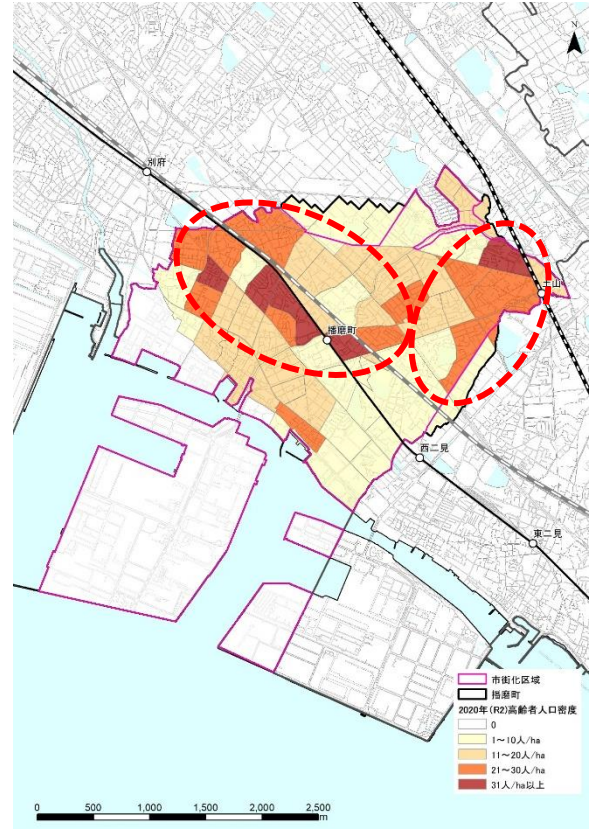 N
別府
土山
播磨町
西二見
東二見
市街化区域
播磨町
2020年(R2)高齢者人口密度
0
1～10人/ha
11～20人/ha
21～30人/ha
31人/ha以上
0 500 1,000 1,500 2,000 2,500
m